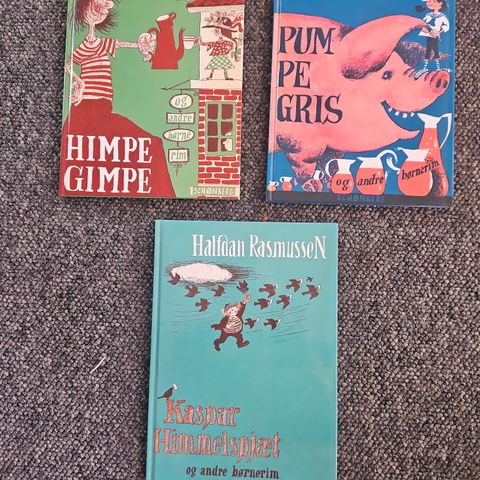 HIMPE
GIMPE
og
andre
børne
rim
SCHØNBERG
PUM
PE
GRIS
og andre børnerim
SCHØNBERG
Halfdan Rasmussen
Kaspar
Himmelspjæt
og andre børnerim